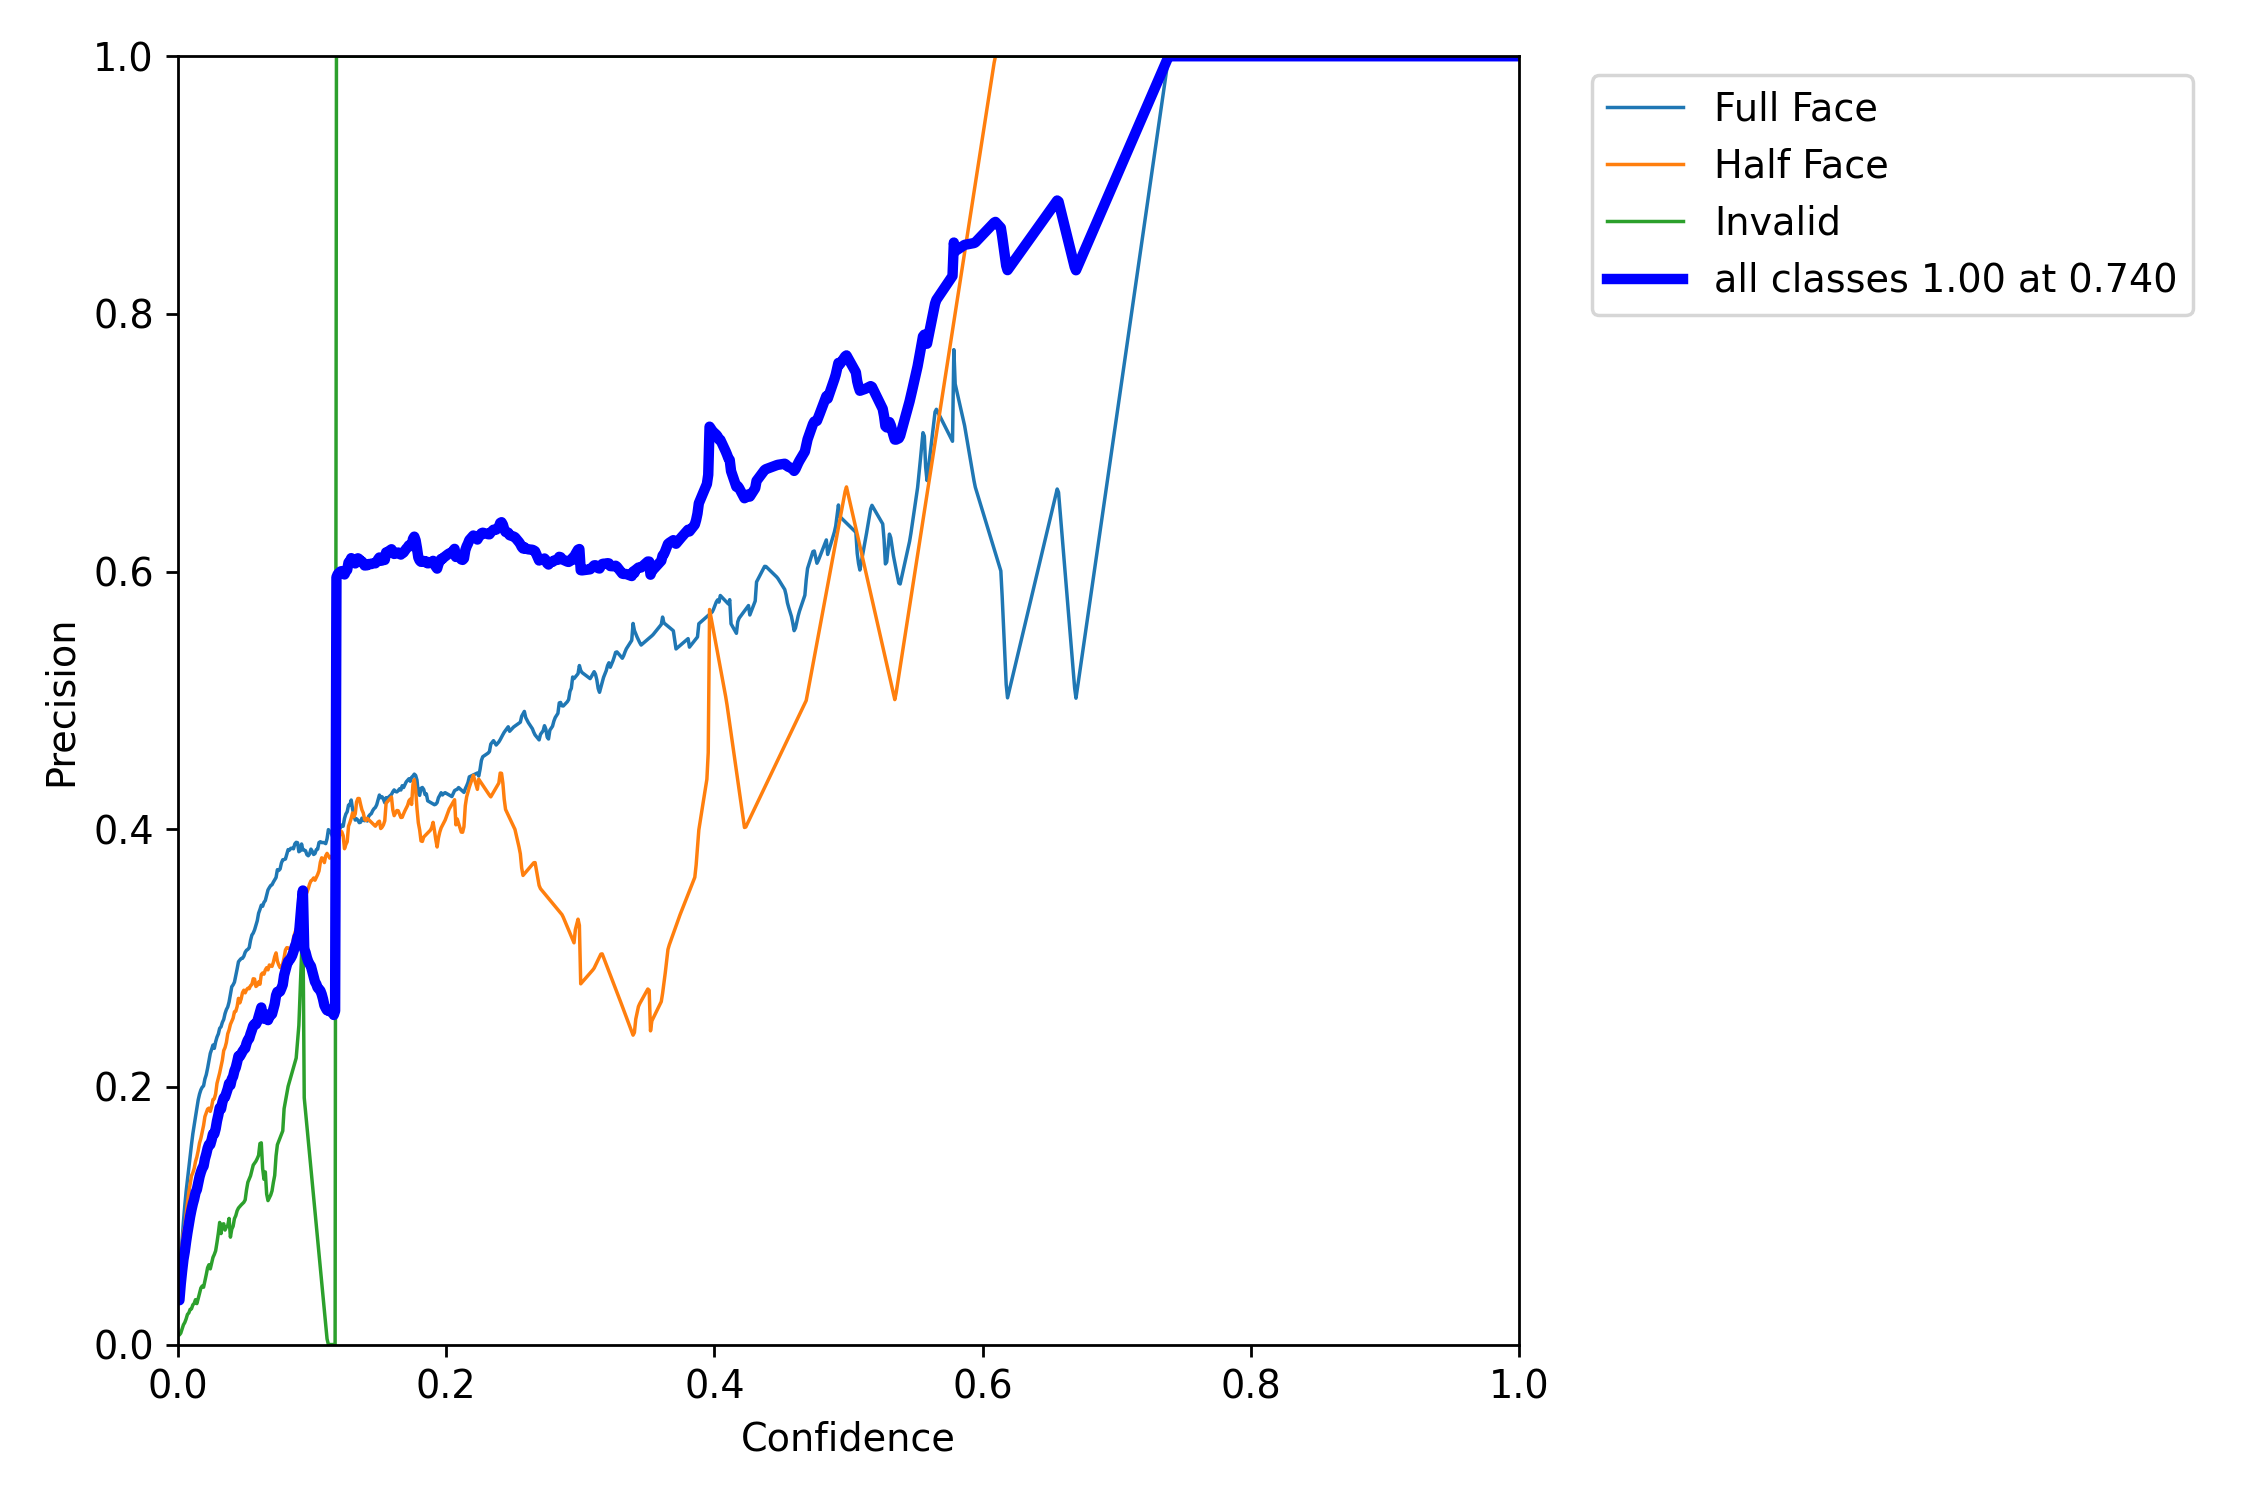 1.0
0.8
0.6
0.4
0.2
0.0
Precision
0.0 0.2 0.4 0.6 0.8 1.0
Confidence
Full Face
Half Face
Invalid
all classes 1.00 at 0.740